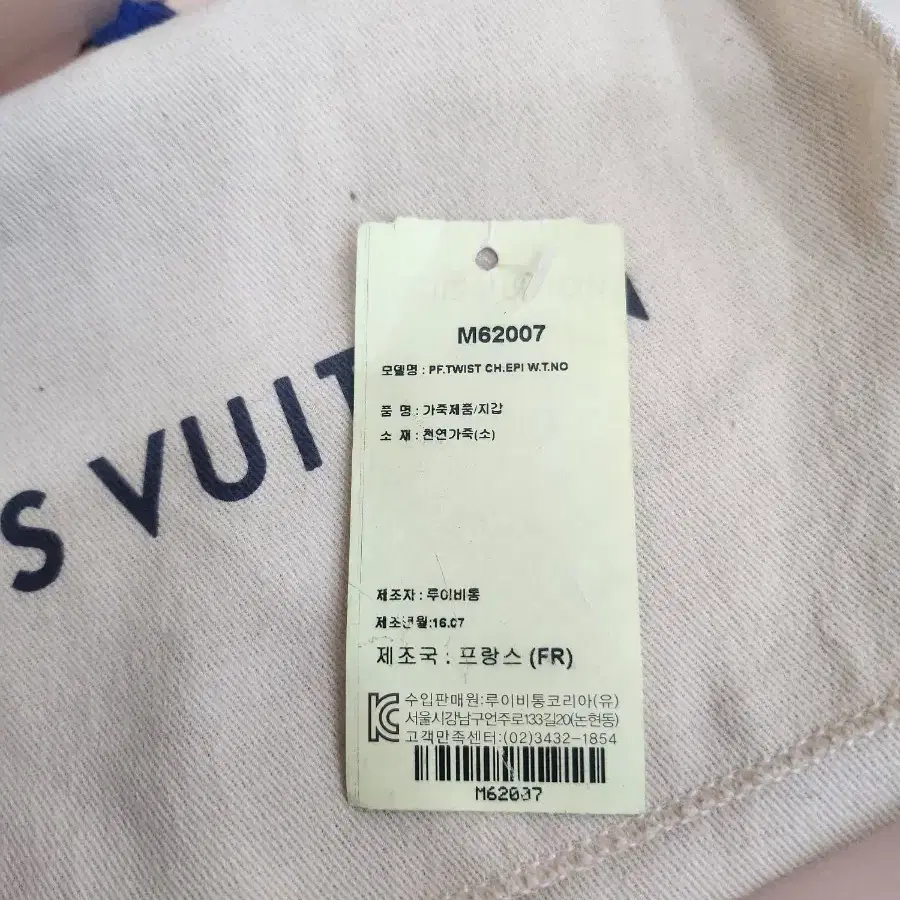 S VUIT
M62007
모델명 : PF.TWIST CH.EPI W.T.NO
품 명 : 가죽제품/지갑
소 재 : 천연가죽(소)
제조자 : 루이비통
제조년월:16.07
제조국 : 프랑스 (FR)
수입판매원:루이비통코리아(유)
서울시강남구언주로133길20(논현동)
고객만족센터:(02)3432-1854
M62007